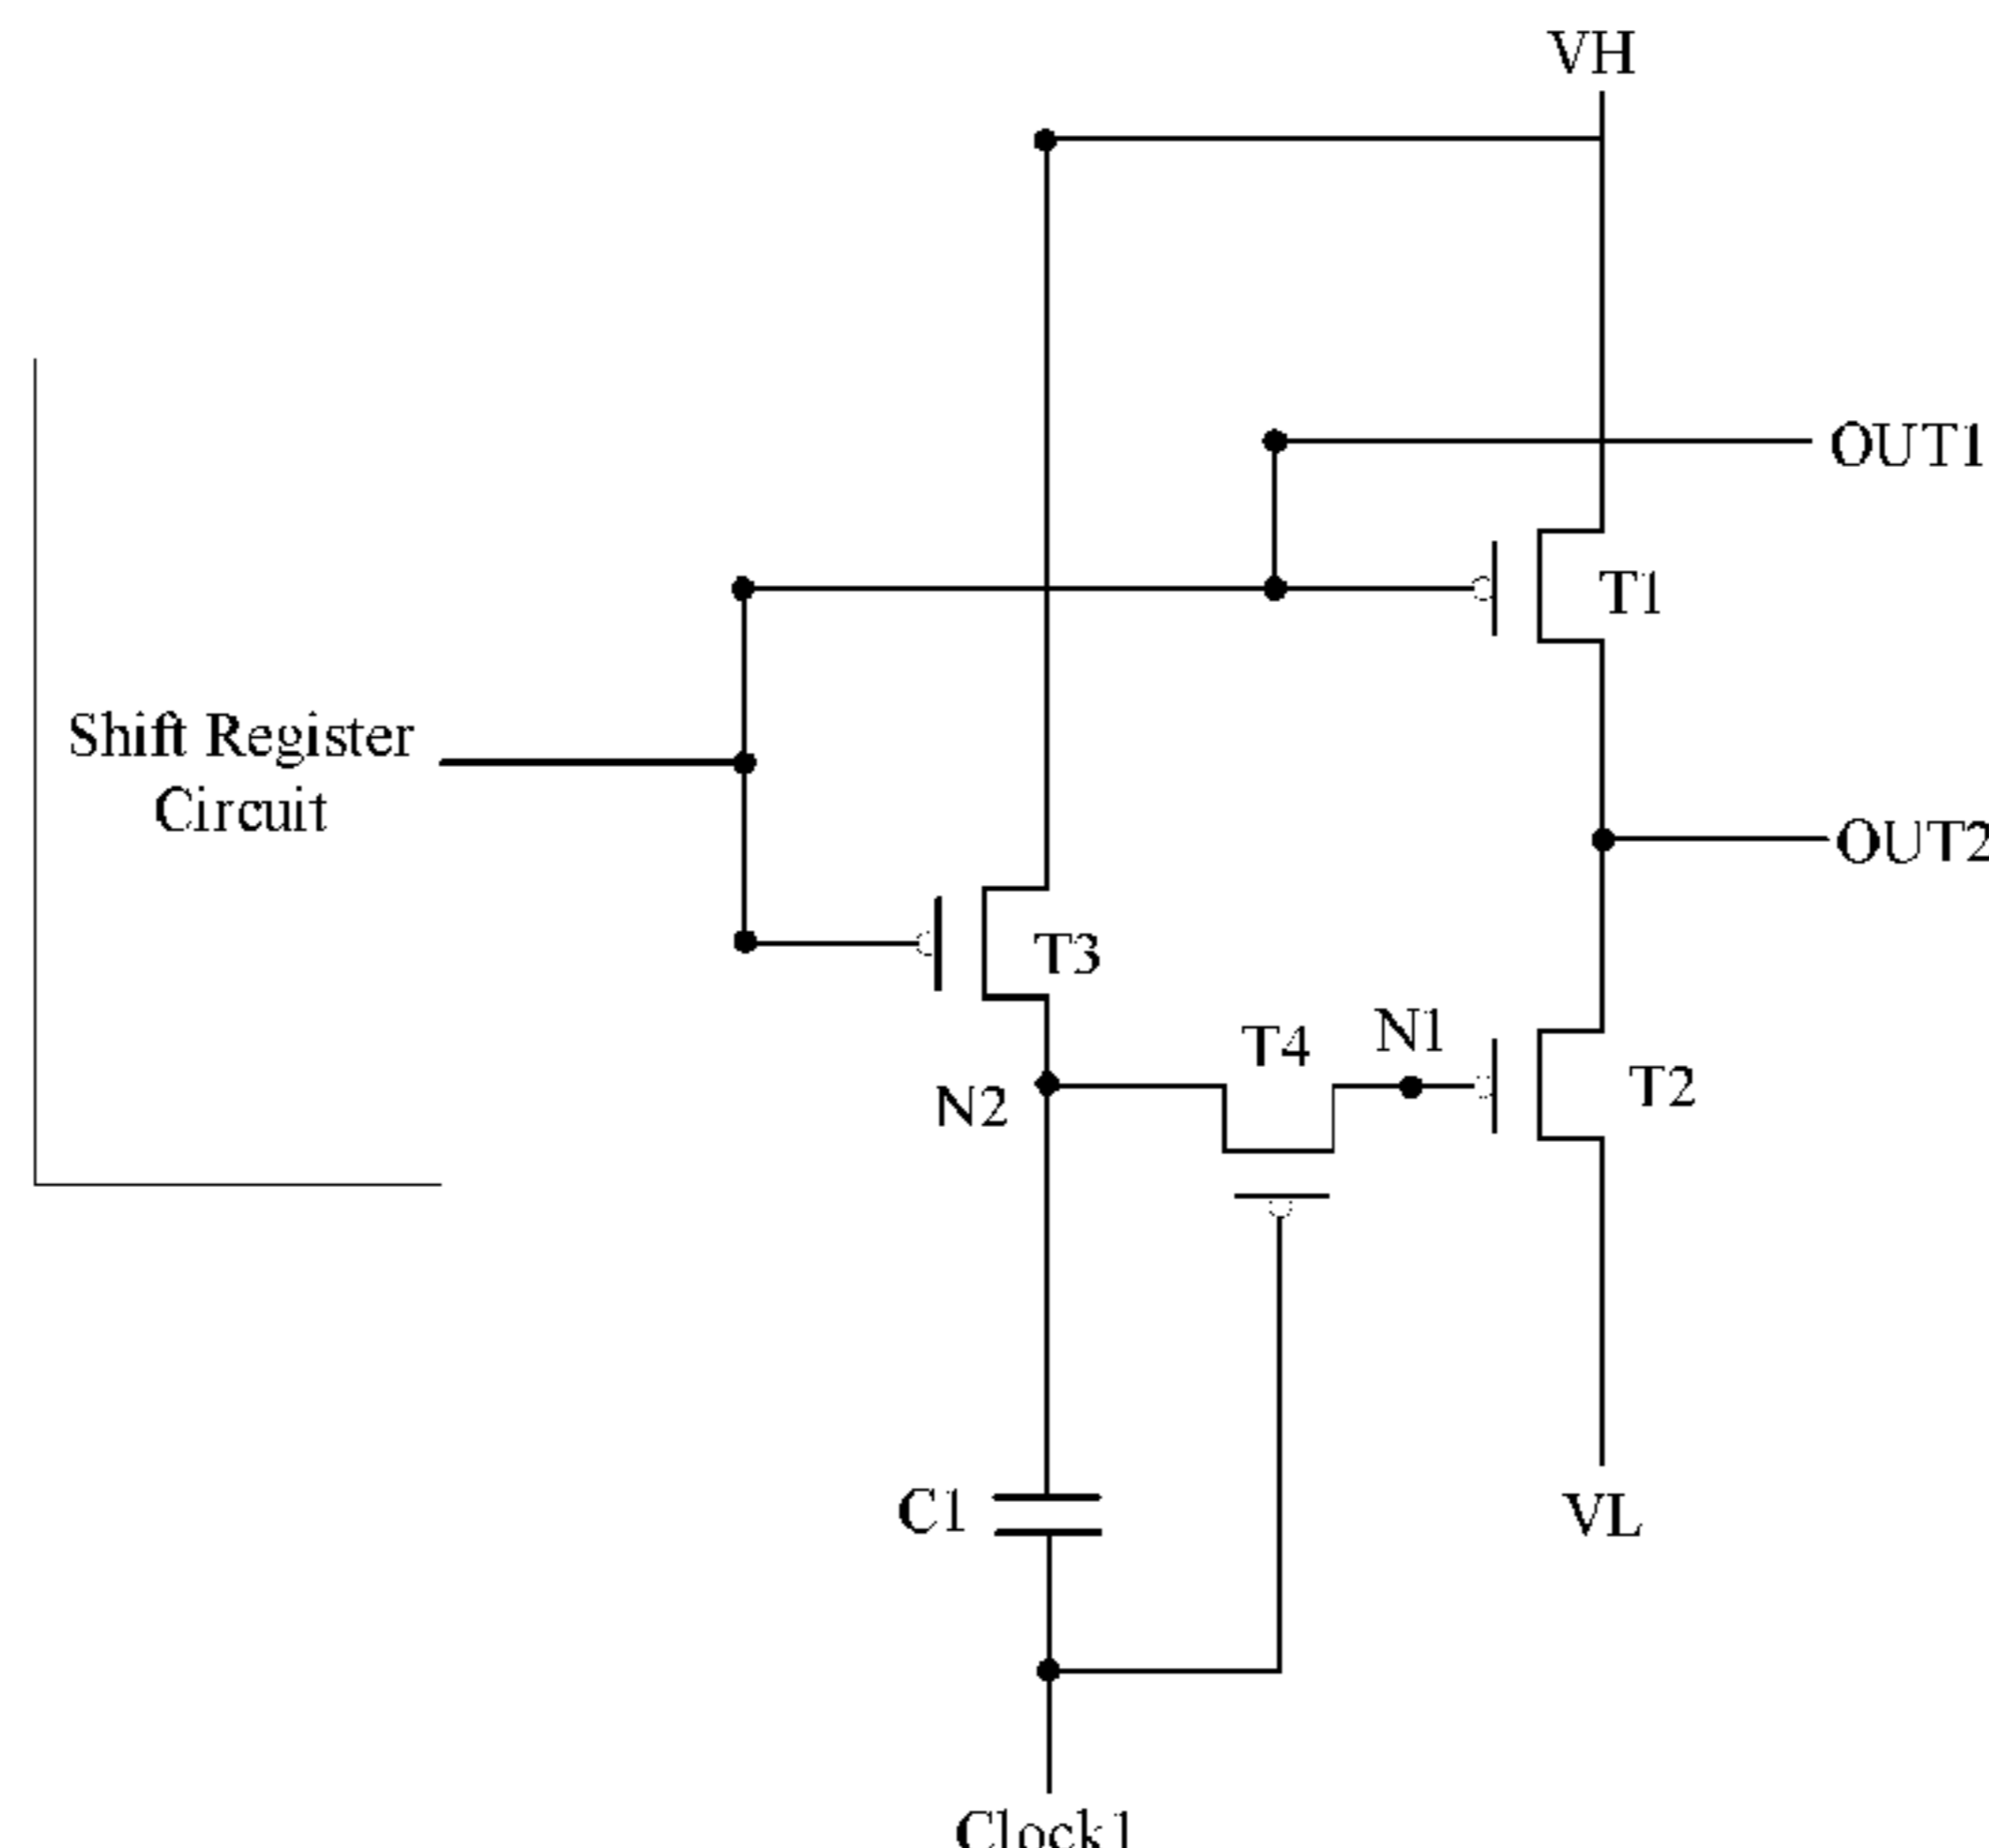 VH
OUT1
T1
Shift Register
Circuit
OUT2
T3
T4
N1
N2
T2
C1
VL
Clock1